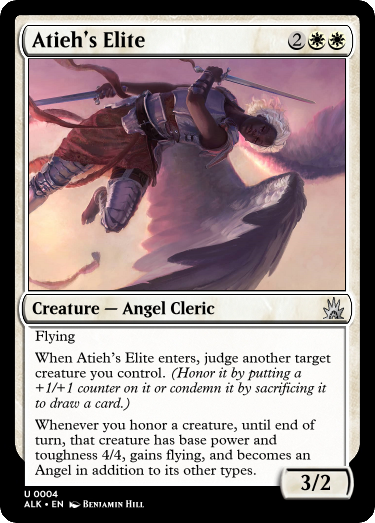 Atieh's Elite 2
Creature — Angel Cleric
Flying
When Atieh's Elite enters, judge another target
creature you control. (Honor it by putting a
+1/+1 counter on it or condemn it by sacrificing it
to draw a card.)
Whenever you honor a creature, until end of
turn, that creature has base power and
toughness 4/4, gains flying, and becomes an
Angel in addition to its other types.
3/2
U 0004
ALK • EN Benjamin Hill